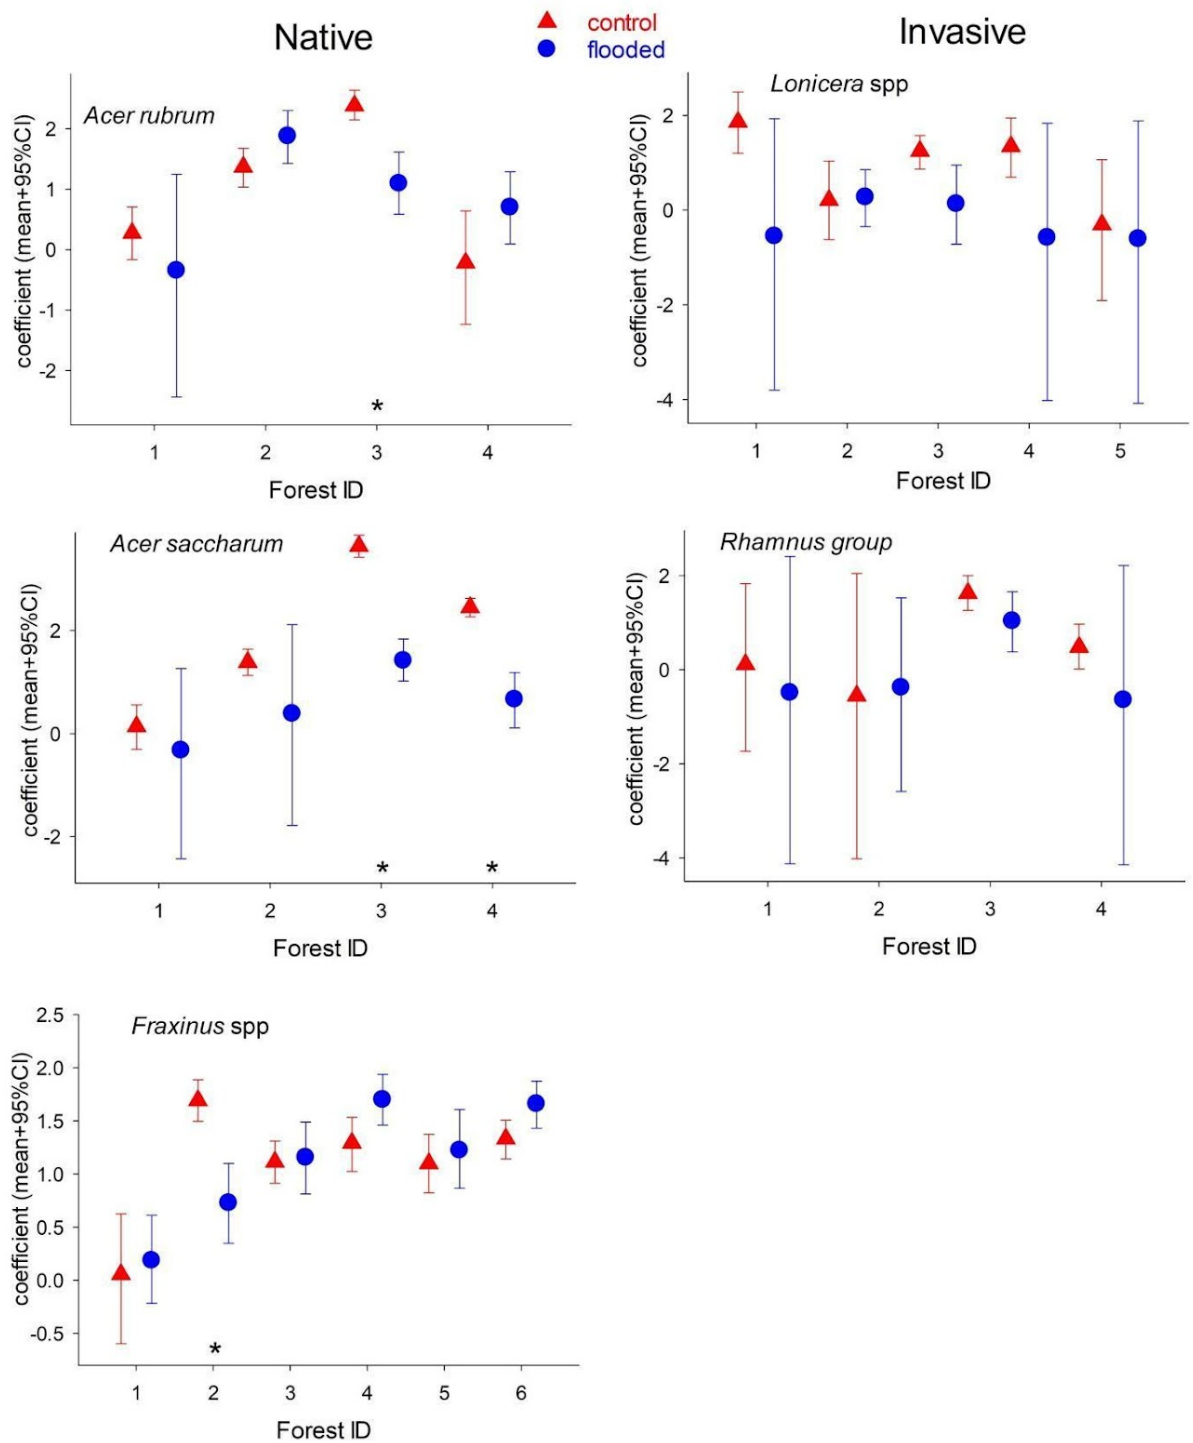 Native
control
flooded
Invasive
Acer rubrum
coefficient (mean+95%CI)
2
1
0
-1
-2
*
1 2 3 4
Forest ID
Lonicera spp
coefficient (mean+95%CI)
2
0
-2
-4
1 2 3 4 5
Forest ID
Acer saccharum
coefficient (mean+95%CI)
2
0
-2
* *
1 2 3 4
Forest ID
Rhamnus group
coefficient (mean+95%CI)
2
0
-2
-4
1 2 3 4
Forest ID
Fraxinus spp
coefficient (mean+95%CI)
2.5
2.0
1.5
1.0
0.5
0.0
-0.5
*
1 2 3 4 5 6
Forest ID